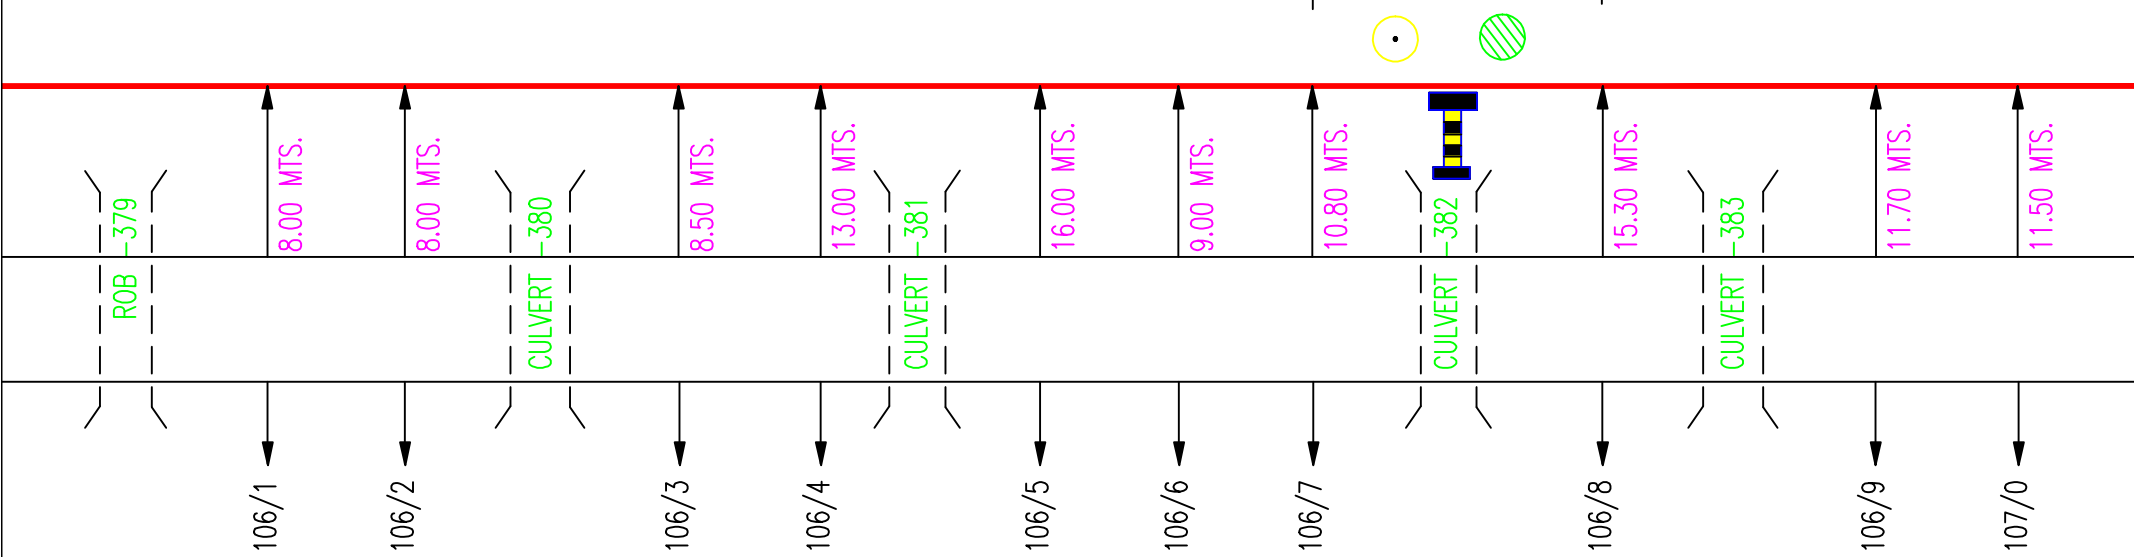 8.00 MTS.
8.00 MTS.
8.50 MTS.
13.00 MTS.
16.00 MTS.
9.00 MTS.
10.80 MTS.
15.30 MTS.
11.70 MTS.
11.50 MTS.
ROB -379
CULVERT -380
CULVERT -381
CULVERT -382
CULVERT -383
106/1
106/2
106/3
106/4
106/5
106/6
106/7
106/8
106/9
107/0